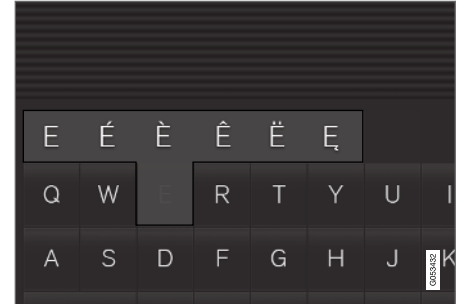 E É È Ê Ë Ę
Q W E R T Y U I
A S D F G H J K
G053432